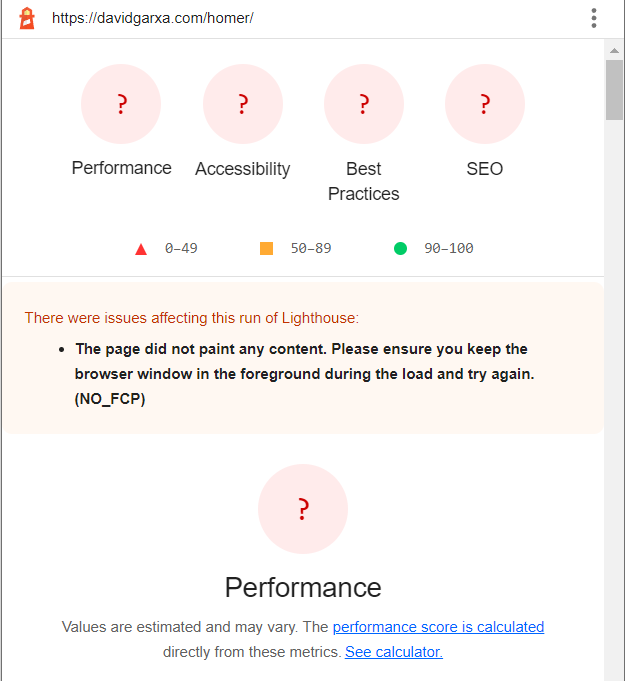 https://davidgarxa.com/homer/
? ? ? ?
Performance Accessibility Best Practices SEO
0–49 50–89 90–100
There were issues affecting this run of Lighthouse:
• The page did not paint any content. Please ensure you keep the
browser window in the foreground during the load and try again.
(NO_FCP)
?
Performance
Values are estimated and may vary. The performance score is calculated
directly from these metrics. See calculator.